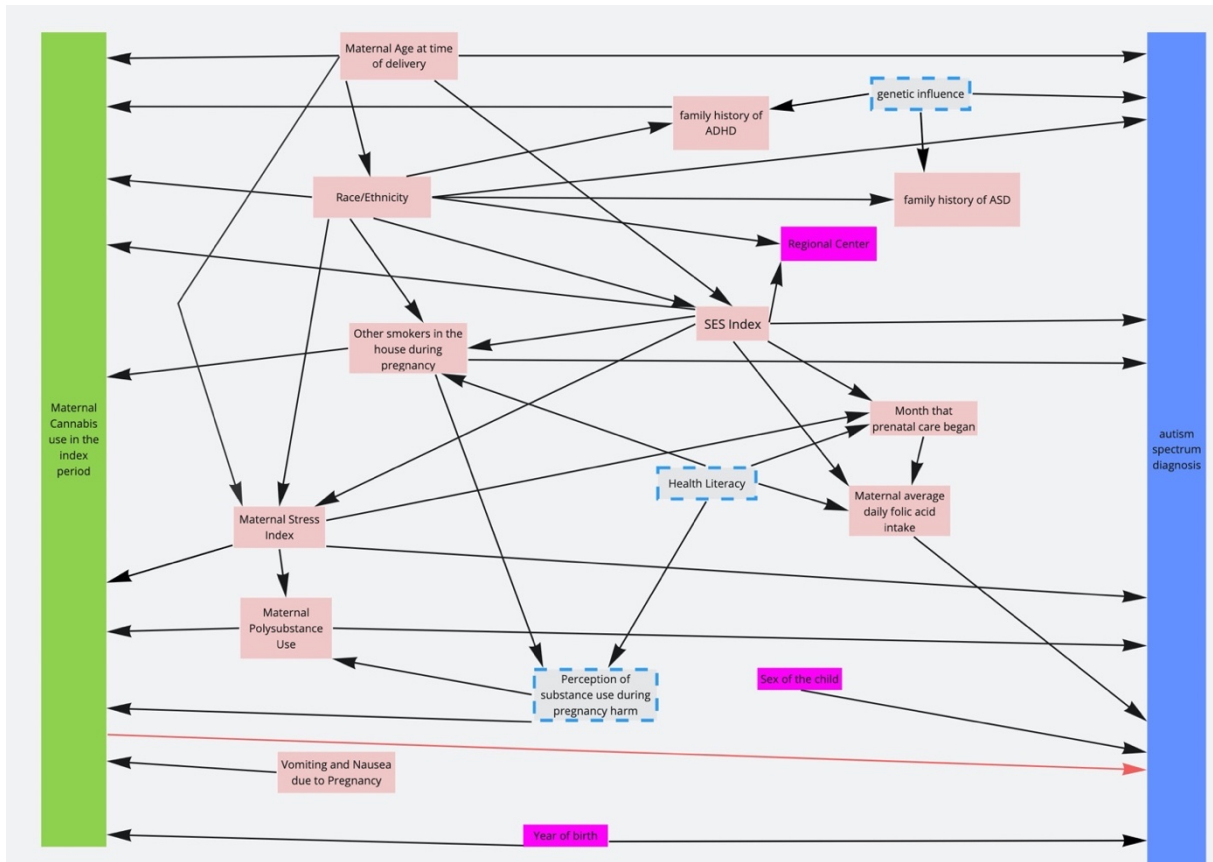 Maternal Age at time
of delivery
genetic influence
family history of
ADHD
Race/Ethnicity
family history of ASD
Regional Center
SES Index
Other smokers in the
house during
pregnancy
Maternal
Cannabis
use in the
index
period
Month that
prenatal care began
autism
spectrum
diagnosis
Health Literacy
Maternal average
daily folic acid
intake
Maternal Stress
Index
Maternal
Polysubstance
Use
Perception of
substance use during
pregnancy harm
Sex of the child
Vomiting and Nausea
due to Pregnancy
Year of birth